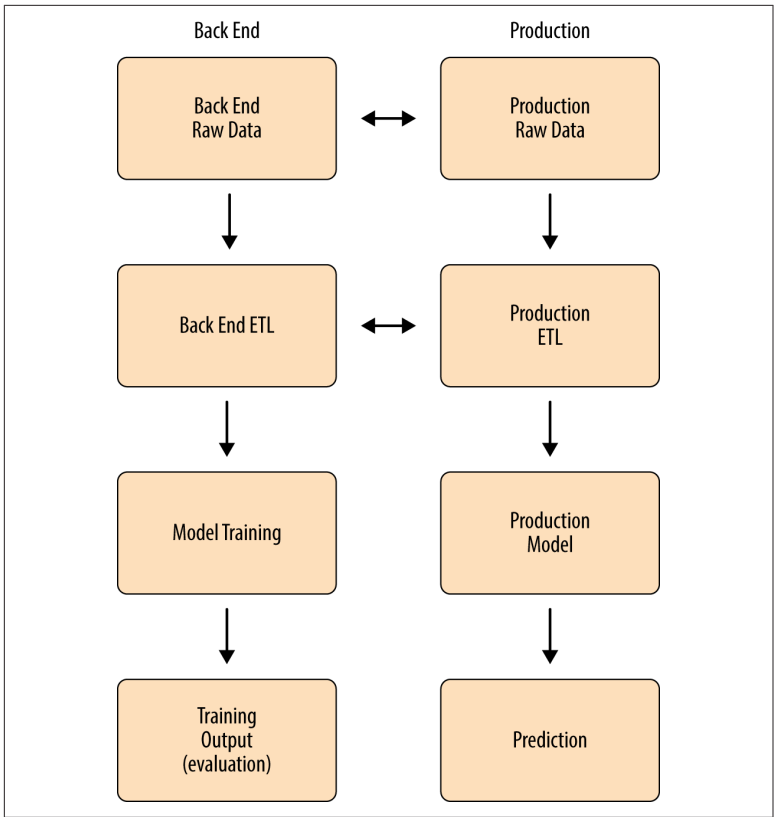 Back End
Production
Back End
Raw Data
Production
Raw Data
Back End ETL
Production
ETL
Model Training
Production
Model
Training
Output
(evaluation)
Prediction